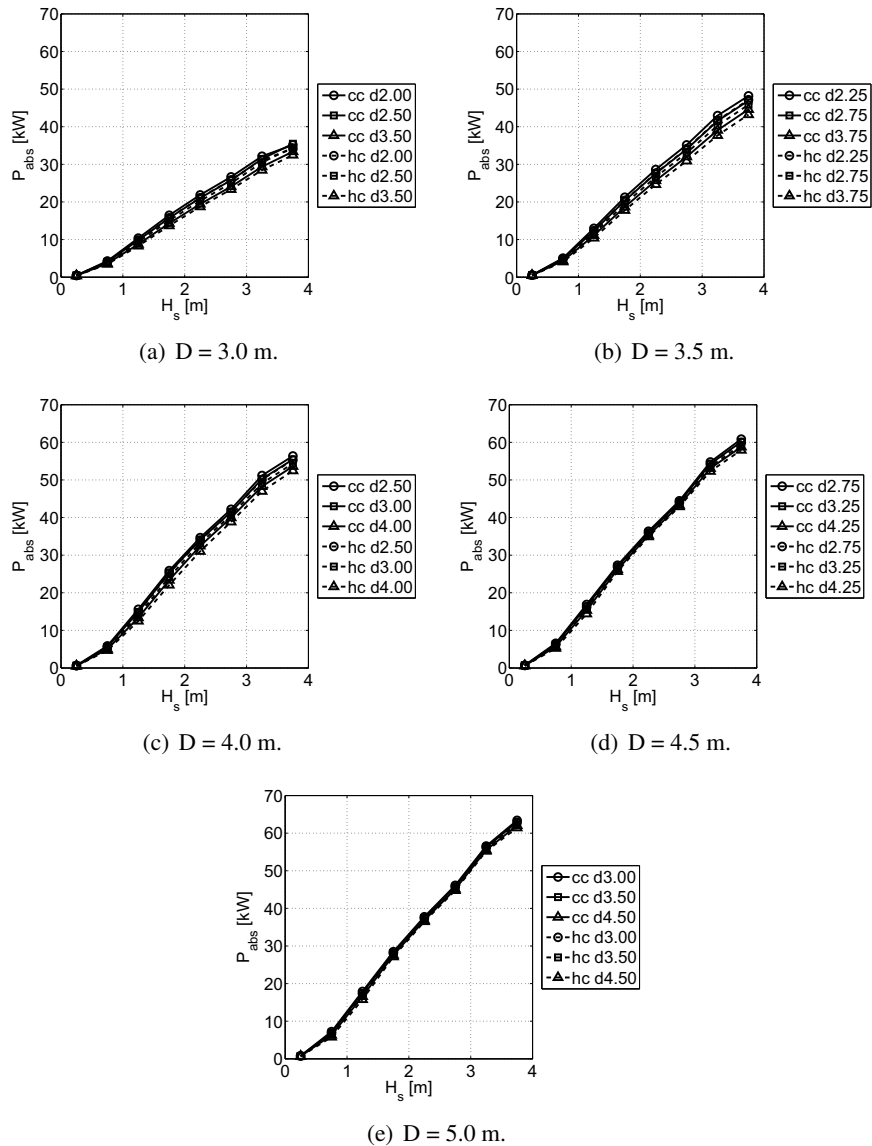 70
60
50
40
30
20
10
0
P_abs [kW]
0 1 2 3 4
H_s [m]
cc d2.00
cc d2.50
cc d3.50
hc d2.00
hc d2.50
hc d3.50
(a) D = 3.0 m.
70
60
50
40
30
20
10
0
P_abs [kW]
0 1 2 3 4
H_s [m]
cc d2.25
cc d2.75
cc d3.75
hc d2.25
hc d2.75
hc d3.75
(b) D = 3.5 m.
70
60
50
40
30
20
10
0
P_abs [kW]
0 1 2 3 4
H_s [m]
cc d2.50
cc d3.00
cc d4.00
hc d2.50
hc d3.00
hc d4.00
(c) D = 4.0 m.
70
60
50
40
30
20
10
0
P_abs [kW]
0 1 2 3 4
H_s [m]
cc d2.75
cc d3.25
cc d4.25
hc d2.75
hc d3.25
hc d4.25
(d) D = 4.5 m.
70
60
50
40
30
20
10
0
P_abs [kW]
0 1 2 3 4
H_s [m]
cc d3.00
cc d3.50
cc d4.50
hc d3.00
hc d3.50
hc d4.50
(e) D = 5.0 m.